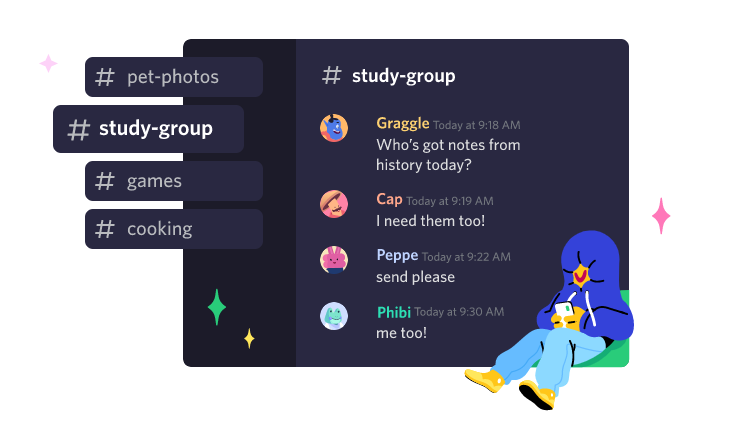 # pet-photos
# study-group
# games
# cooking
# study-group
Graggle Today at 9:18 AM
Who's got notes from
history today?
Cap Today at 9:19 AM
I need them too!
Peppe Today at 9:22 AM
send please
Phibi Today at 9:30 AM
me too!